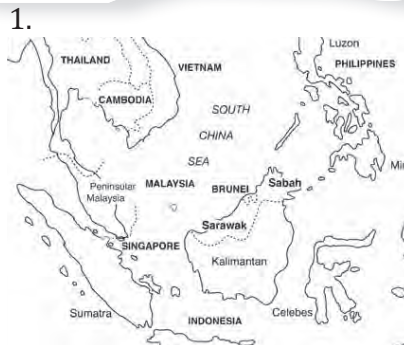 1.
Luzon
THAILAND
VIETNAM
PHILIPPINES
CAMBODIA
SOUTH
CHINA
SEA
Peninsular
Malaysia
MALAYSIA
BRUNEI
Sabah
Sarawak
SINGAPORE
Kalimantan
Sumatra
Celebes
INDONESIA